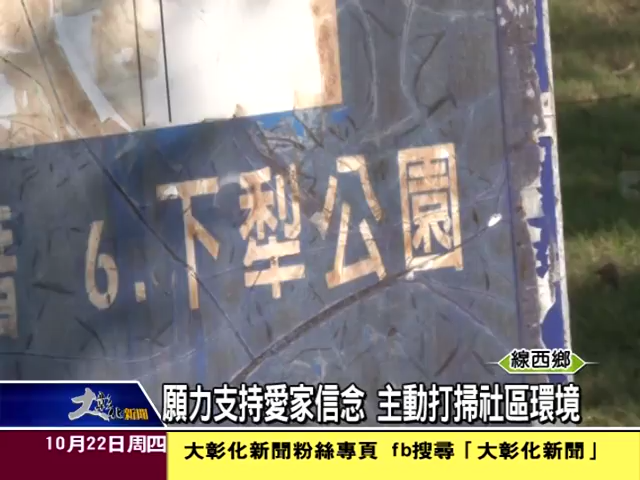 6.下犁公園
線西鄉
大彰化新聞 願力支持愛家信念 主動打掃社區環境
10月22日周四 大彰化新聞粉絲專頁 fb搜尋「大彰化新聞」